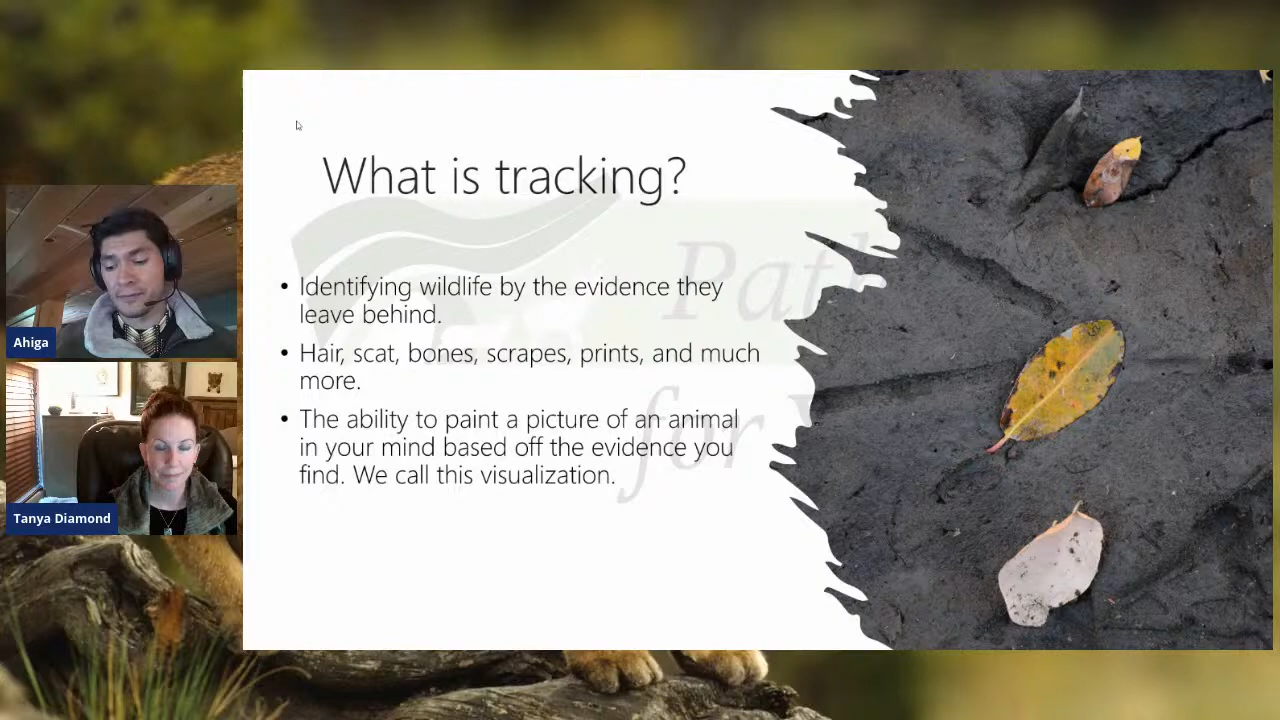 What is tracking?
• Identifying wildlife by the evidence they
leave behind.
• Hair, scat, bones, scrapes, prints, and much
more.
• The ability to paint a picture of an animal
in your mind based off the evidence you
find. We call this visualization.
for
Ahiga
Tanya Diamond